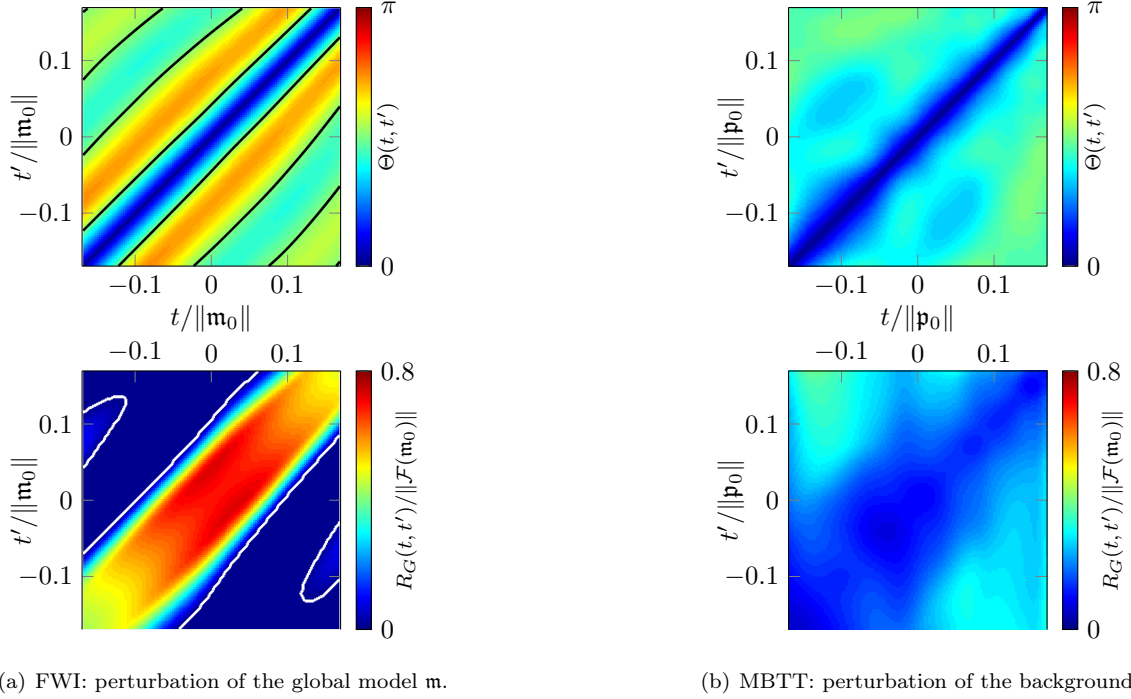 π
0.1
0
−0.1
t′/‖𝔪₀‖
Θ(t, t′)
0
−0.1 0 0.1
t/‖𝔪₀‖
π
0.1
0
−0.1
t′/‖𝔭₀‖
Θ(t, t′)
0
−0.1 0 0.1
t/‖𝔭₀‖
−0.1 0 0.1
0.8
0.1
0
−0.1
t′/‖𝔪₀‖
R_G(t, t′)/‖ℱ(𝔪₀)‖
0
−0.1 0 0.1
0.8
0.1
0
−0.1
t′/‖𝔭₀‖
R_G(t, t′)/‖ℱ(𝔪₀)‖
0
a) FWI: perturbation of the global model 𝔪.
(b) MBTT: perturbation of the background